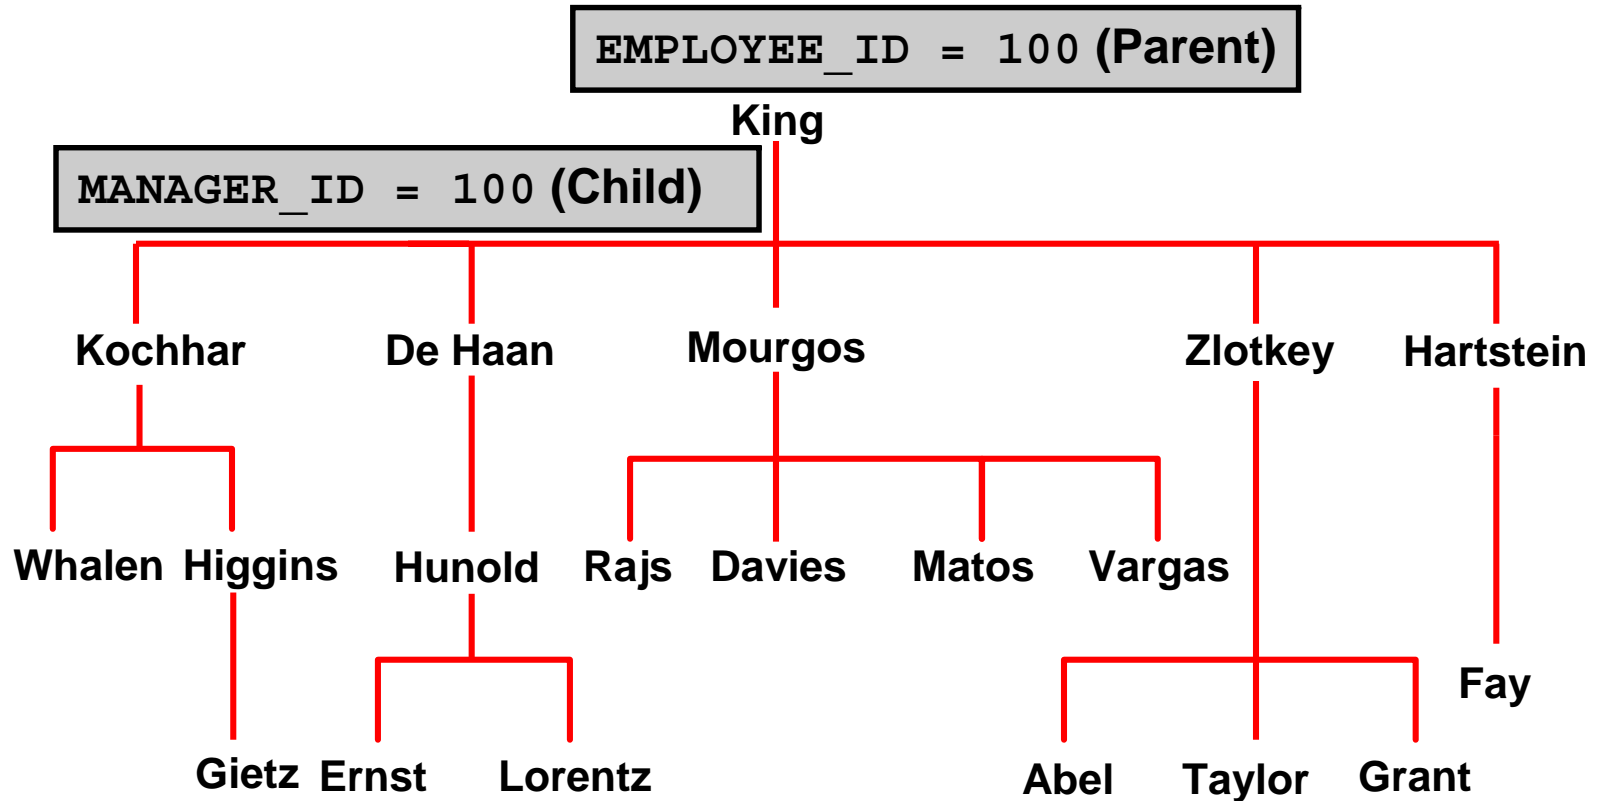 EMPLOYEE_ID = 100 (Parent)
King
MANAGER_ID = 100 (Child)
Kochhar De Haan Mourgos Zlotkey Hartstein
Whalen Higgins Hunold Rajs Davies Matos Vargas
Fay
Gietz Ernst Lorentz Abel Taylor Grant